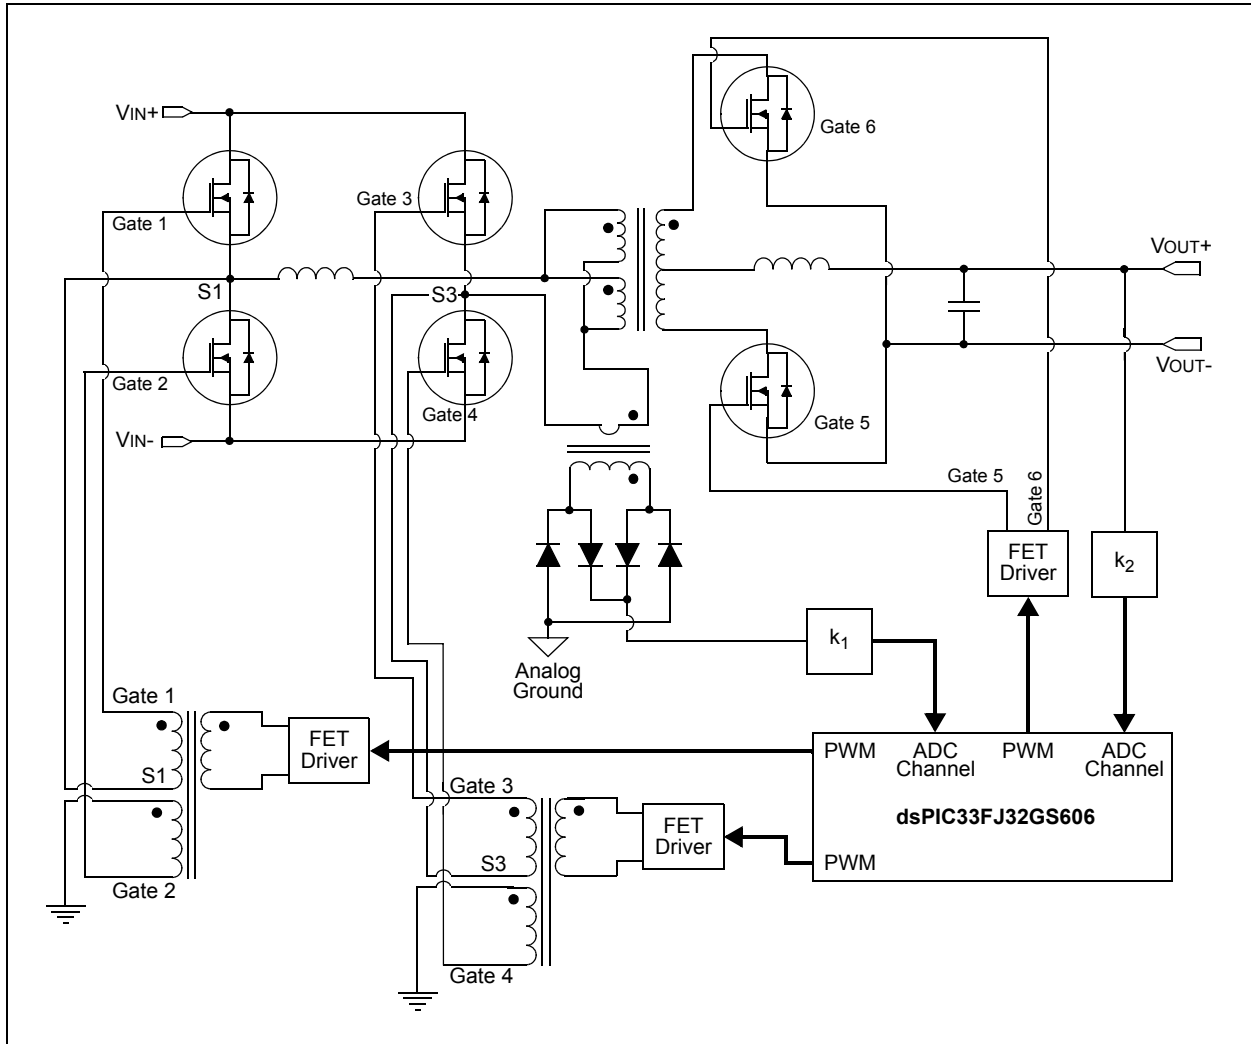 VIN+
Gate 1
S1
Gate 2
VIN-
Gate 3
S3
Gate 4
Gate 6
VOUT+
VOUT-
Gate 5
Gate 5
Gate 6
FET
Driver
k2
k1
Analog
Ground
Gate 1
S1
Gate 2
FET
Driver
Gate 3
S3
Gate 4
FET
Driver
PWM
ADC
Channel
PWM
ADC
Channel
dsPIC33FJ32GS606
PWM